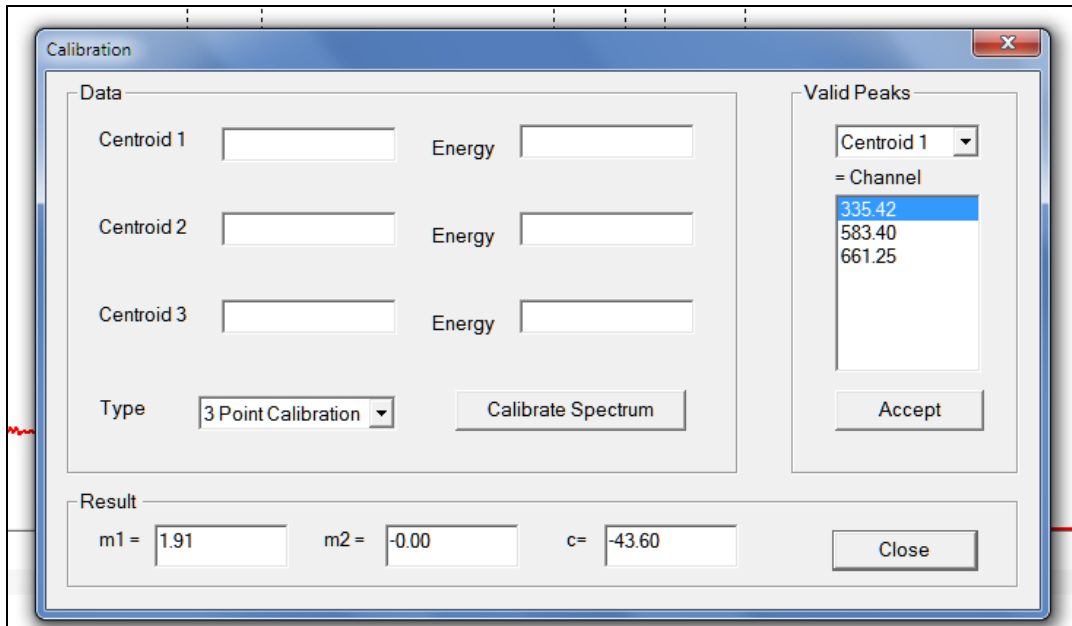 Calibration
Data
Centroid 1
Energy
Centroid 2
Energy
Centroid 3
Energy
Type
3 Point Calibration
Calibrate Spectrum
Valid Peaks
Centroid 1
= Channel
335.42
583.40
661.25
Accept
Result
m1 = 1.91
m2 = -0.00
c= -43.60
Close